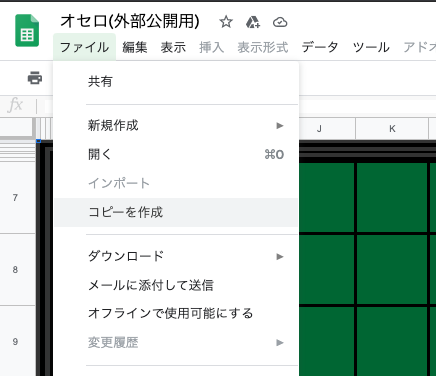 オセロ(外部公開用)
ファイル 編集 表示 挿入 表示形式 データ ツール アドオ
fx
共有
J K
新規作成
開く ⌘O
インポート
7
コピーを作成
ダウンロード
8
メールに添付して送信
オフラインで使用可能にする
変更履歴
9